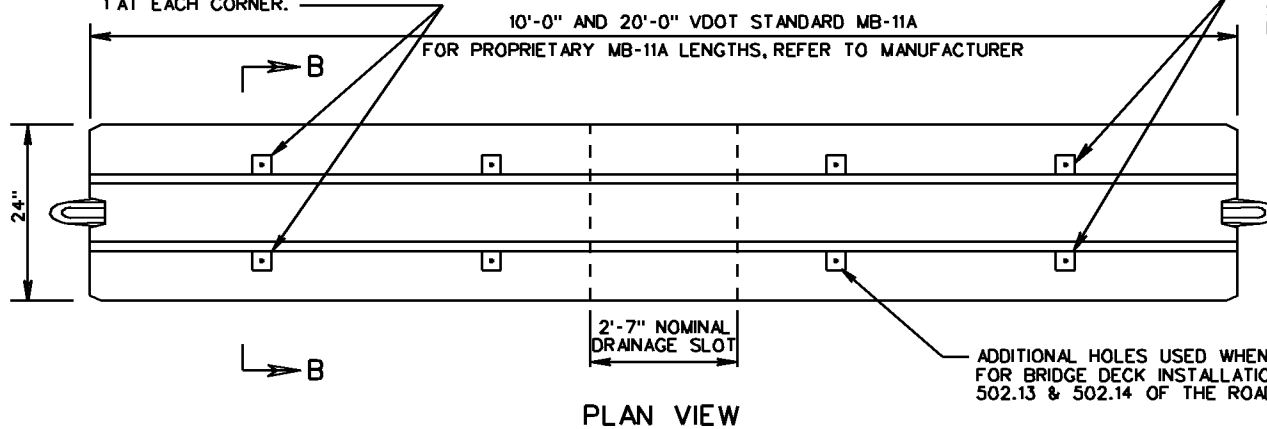 1 AT EACH CORNER.
10'-0" AND 20'-0" VDOT STANDARD MB-11A
FOR PROPRIETARY MB-11A LENGTHS, REFER TO MANUFACTURER
B
24"
2'-7" NOMINAL
DRAINAGE SLOT
B
ADDITIONAL HOLES USED WHEN
FOR BRIDGE DECK INSTALLATIO
502.13 & 502.14 OF THE ROA
PLAN VIEW